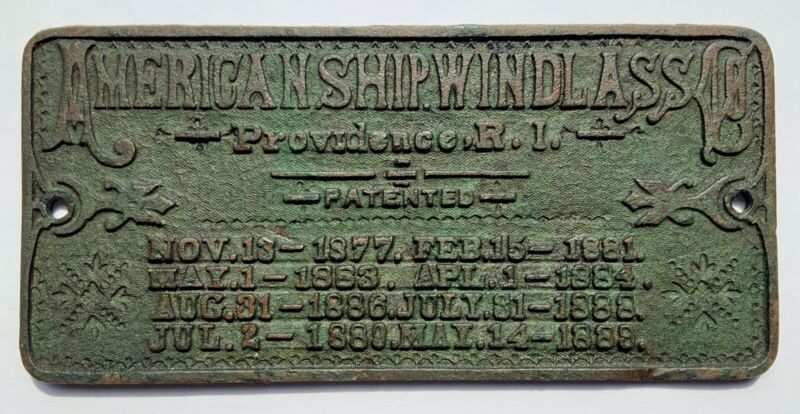 AMERICAN.SHIP.WINDLASS Co
Providence, R. I.
PATENTED
NOV. 13 — 1877. FEB. 15 — 1881.
MAY. 1 — 1883. APL. 1 — 1884.
AUG. 31 — 1886. JULY. 31 — 1888.
JUL. 2 — 1889. MAY. 14 — 1889.